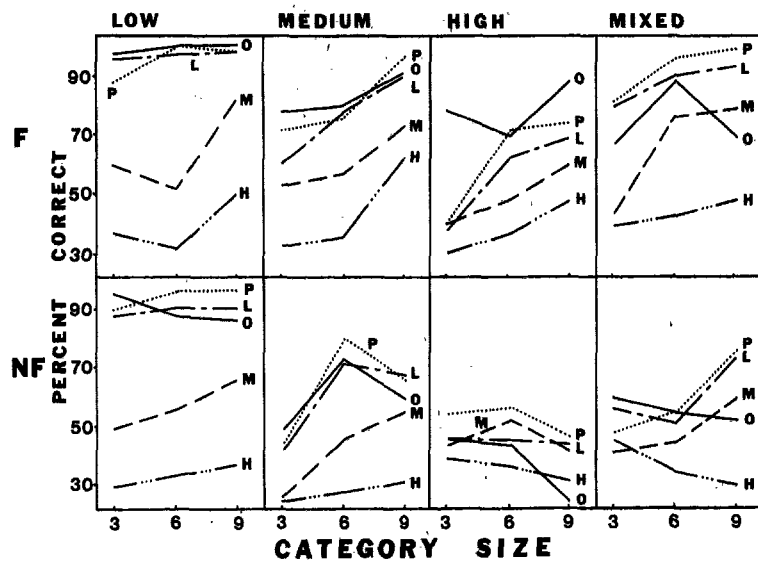 LOW MEDIUM HIGH MIXED
F
PERCENT CORRECT
90
70
50
30
O
L
P
M
H
P
O
L
M
H
O
P
L
M
H
P
L
M
O
H
NF
90
70
50
30
P
L
O
M
H
P
L
O
M
H
M
P
L
H
O
P
L
M
O
H
3 6 9 3 6 9 3 6 9 3 6 9
CATEGORY SIZE